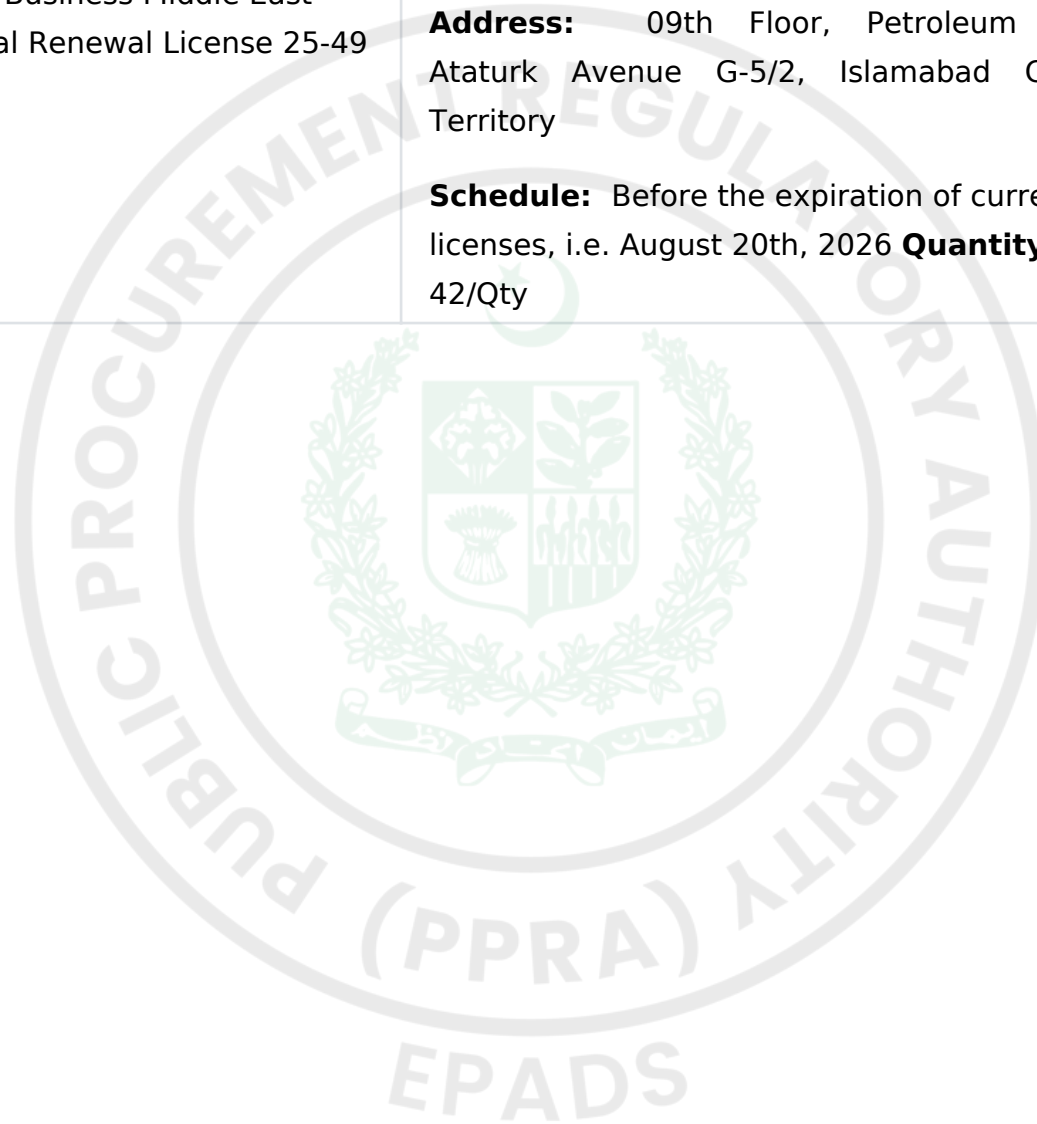 Business Middle East
al Renewal License 25-49
Address: 09th Floor, Petroleum
Ataturk Avenue G-5/2, Islamabad
Territory
Schedule: Before the expiration of curre
licenses, i.e. August 20th, 2026 Quantity
42/Qty
PUBLIC PROCUREMENT REGULATORY AUTHORITY
(PPRA)
EPADS